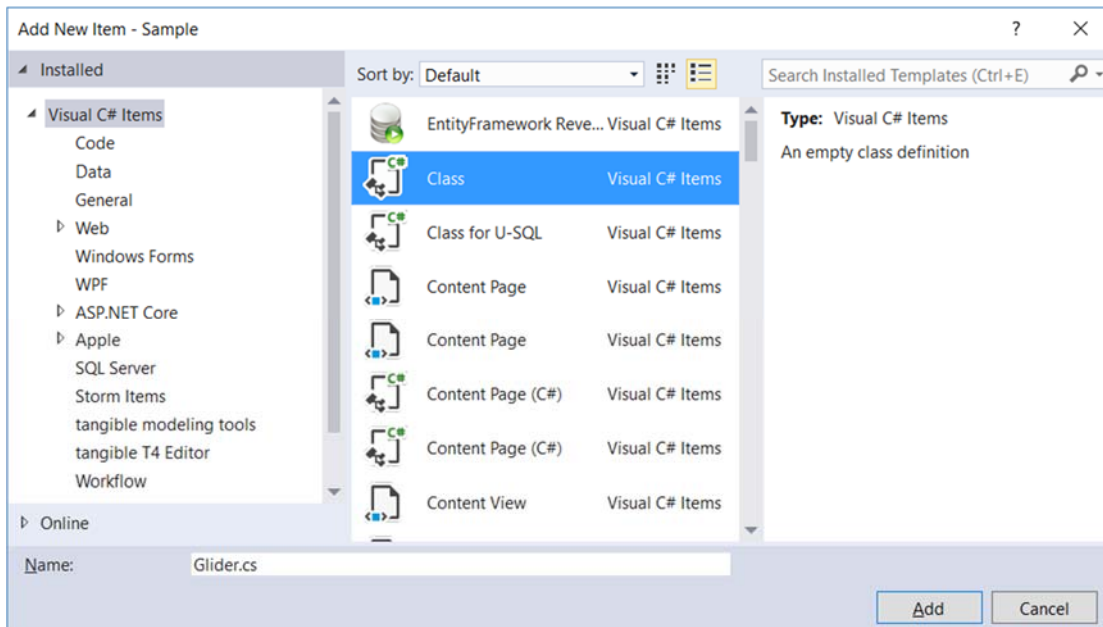 Add New Item - Sample
?
Installed
Sort by: Default
Search Installed Templates (Ctrl+E)
Visual C# Items
Code
Data
General
Web
Windows Forms
WPF
ASP.NET Core
Apple
SQL Server
Storm Items
tangible modeling tools
tangible T4 Editor
Workflow
Online
EntityFramework Reve... Visual C# Items
Class Visual C# Items
Class for U-SQL Visual C# Items
Content Page Visual C# Items
Content Page Visual C# Items
Content Page (C#) Visual C# Items
Content Page (C#) Visual C# Items
Content View Visual C# Items
Type: Visual C# Items
An empty class definition
Name: Glider.cs
Add Cancel